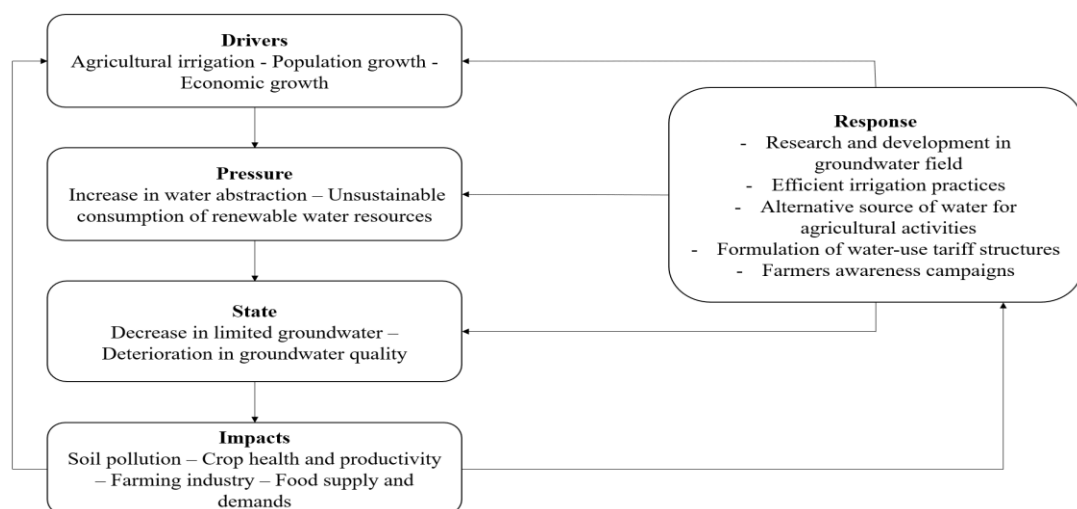 Drivers
Agricultural irrigation - Population growth -
Economic growth
Pressure
Increase in water abstraction – Unsustainable
consumption of renewable water resources
State
Decrease in limited groundwater –
Deterioration in groundwater quality
Impacts
Soil pollution – Crop health and productivity
– Farming industry – Food supply and
demands
Response
- Research and development in
groundwater field
- Efficient irrigation practices
- Alternative source of water for
agricultural activities
- Formulation of water-use tariff structures
- Farmers awareness campaigns